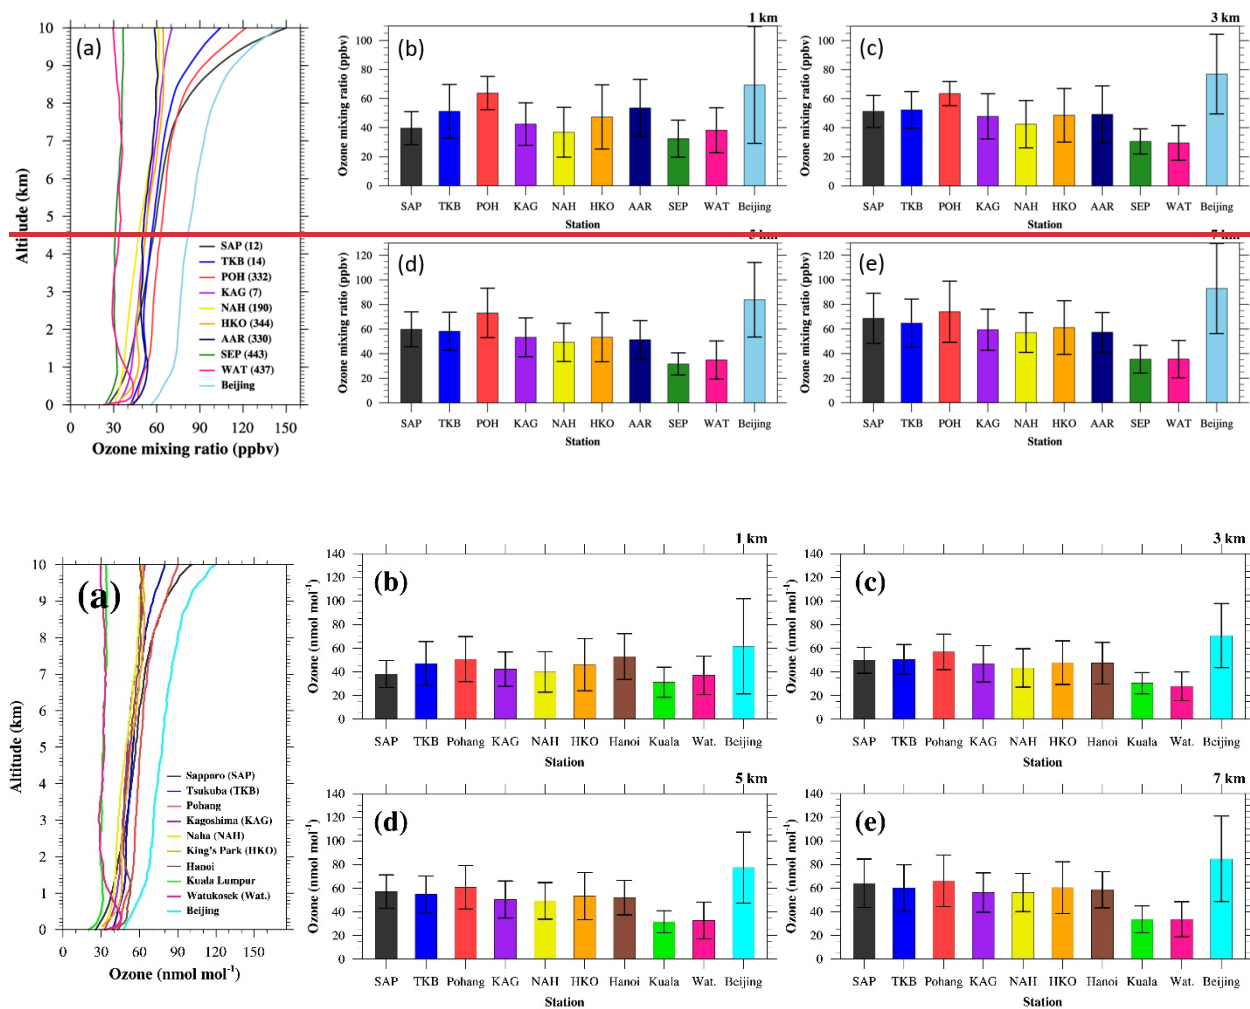 (a)
10
9
8
7
6
5
4
3
2
1
0
Altitude (km)
SAP (12)
TKB (14)
POH (332)
KAG (7)
NAH (190)
HKO (344)
AAR (330)
SEP (443)
WAT (437)
Beijing
0 30 60 90 120 150
Ozone mixing ratio (ppbv)
1 km
(b)
Ozone mixing ratio (ppbv)
100
80
60
40
20
0
SAP TKB POH KAG NAH HKO AAR SEP WAT Beijing
Station
3 km
(c)
Ozone mixing ratio (ppbv)
100
80
60
40
20
0
SAP TKB POH KAG NAH HKO AAR SEP WAT Beijing
Station
5 km
(d)
Ozone mixing ratio (ppbv)
120
100
80
60
40
20
0
SAP TKB POH KAG NAH HKO AAR SEP WAT Beijing
Station
7 km
(e)
Ozone mixing ratio (ppbv)
120
100
80
60
40
20
0
SAP TKB POH KAG NAH HKO AAR SEP WAT Beijing
Station
(a)
10
9
8
7
6
5
4
3
2
1
0
Altitude (km)
Sapporo (SAP)
Tsukuba (TKB)
Pohang
Kagoshima (KAG)
Naha (NAH)
King's Park (HKO)
Hanoi
Kuala Lumpur
Watukosek (Wat.)
Beijing
0 30 60 90 120 150
Ozone (nmol mol⁻¹)
1 km
(b)
Ozone (nmol mol⁻¹)
140
120
100
80
60
40
20
0
SAP TKB Pohang KAG NAH HKO Hanoi Kuala Wat. Beijing
Station
3 km
(c)
Ozone (nmol mol⁻¹)
140
120
100
80
60
40
20
0
SAP TKB Pohang KAG NAH HKO Hanoi Kuala Wat. Beijing
Station
5 km
(d)
Ozone (nmol mol⁻¹)
140
120
100
80
60
40
20
0
SAP TKB Pohang KAG NAH HKO Hanoi Kuala Wat. Beijing
Station
7 km
(e)
Ozone (nmol mol⁻¹)
140
120
100
80
60
40
20
0
SAP TKB Pohang KAG NAH HKO Hanoi Kuala Wat. Beijing
Station